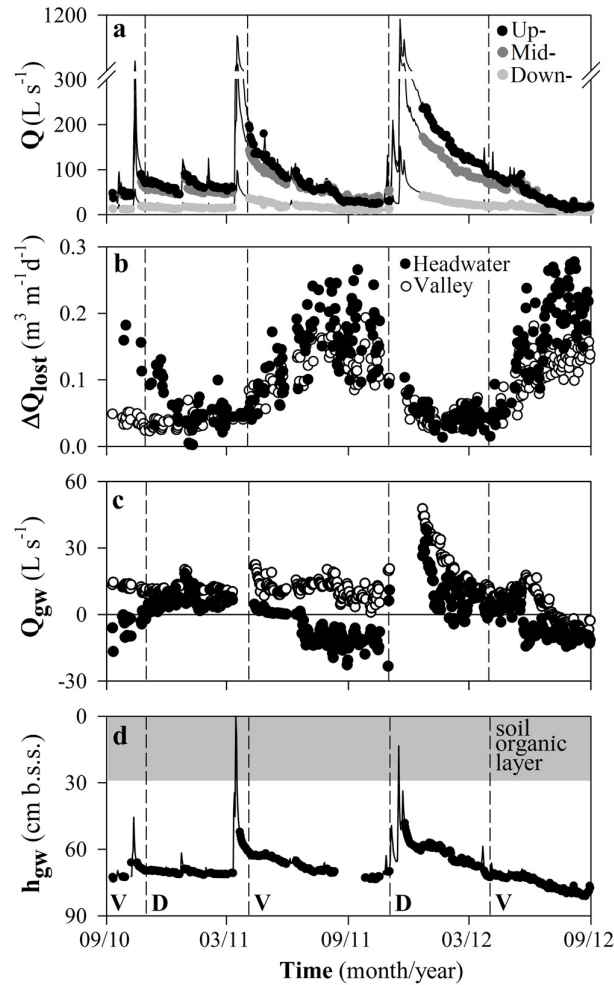 a
Up-
Mid-
Down-
300
200
100
0
Q (L s⁻¹)
b
Headwater
Valley
0.3
0.2
0.1
0.0
ΔQlost (m³ m⁻¹ d⁻¹)
c
60
30
0
-30
Qgw (L s⁻¹)
d
soil
organic
layer
0
30
60
90
hgw (cm b.s.s.)
V D V D V
09/10 03/11 09/11 03/12 09/12
Time (month/year)